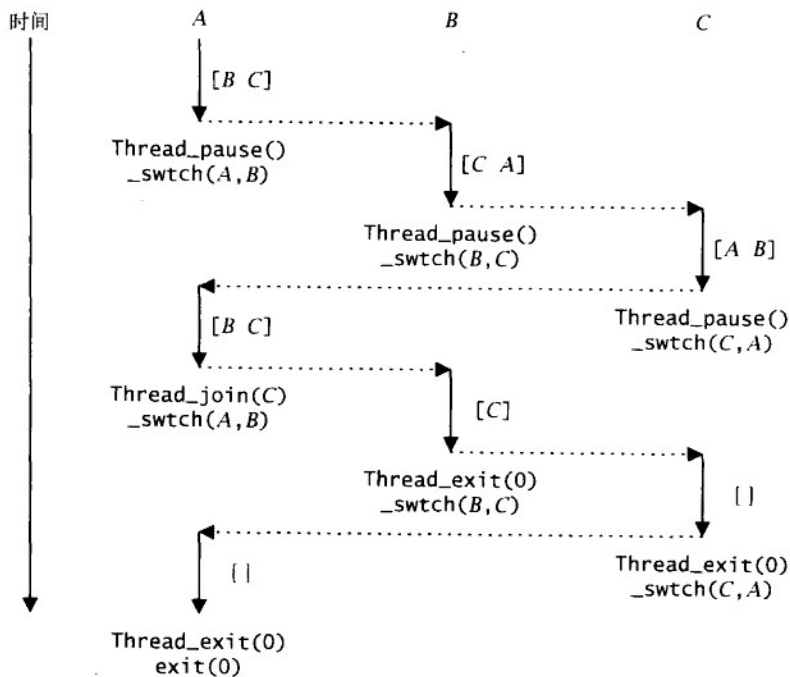 时间 A B C
[B C]
Thread_pause()
_swtch(A,B)
[C A]
Thread_pause()
_swtch(B,C)
[A B]
Thread_pause()
_swtch(C,A)
[B C]
Thread_join(C)
_swtch(A,B)
[C]
Thread_exit(0)
_swtch(B,C)
[]
Thread_exit(0)
_swtch(C,A)
[]
Thread_exit(0)
exit(0)